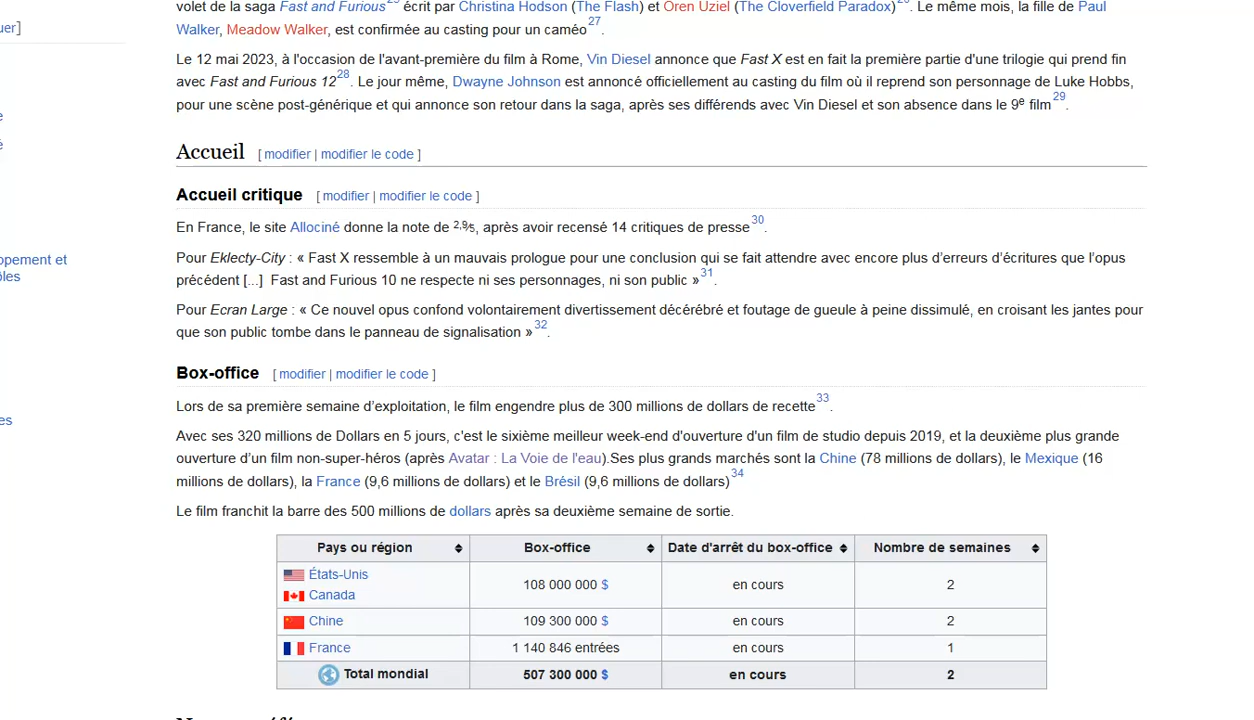 volet de la saga Fast and Furious25 écrit par Christina Hodson (The Flash) et Oren Uziel (The Cloverfield Paradox). Le même mois, la fille de Paul
uer]
Walker, Meadow Walker, est confirmée au casting pour un caméo27.
Le 12 mai 2023, à l'occasion de l'avant-première du film à Rome, Vin Diesel annonce que Fast X est en fait la première partie d'une trilogie qui prend fin
avec Fast and Furious 1228. Le jour même, Dwayne Johnson est annoncé officiellement au casting du film où il reprend son personnage de Luke Hobbs,
pour une scène post-générique et qui annonce son retour dans la saga, après ses différends avec Vin Diesel et son absence dans le 9e film29.
e
é
Accueil [ modifier | modifier le code ]
Accueil critique [ modifier | modifier le code ]
En France, le site Allociné donne la note de 2,9⁄5, après avoir recensé 14 critiques de presse30.
Pour Eklecty-City : « Fast X ressemble à un mauvais prologue pour une conclusion qui se fait attendre avec encore plus d’erreurs d’écritures que l’opus
opement et
précédent [...] Fast and Furious 10 ne respecte ni ses personnages, ni son public »31.
ôles
Pour Ecran Large : « Ce nouvel opus confond volontairement divertissement décérébré et foutage de gueule à peine dissimulé, en croisant les jantes pour
que son public tombe dans le panneau de signalisation »32.
Box-office [ modifier | modifier le code ]
Lors de sa première semaine d’exploitation, le film engendre plus de 300 millions de dollars de recette33.
es
Avec ses 320 millions de Dollars en 5 jours, c'est le sixième meilleur week-end d'ouverture d'un film de studio depuis 2019, et la deuxième plus grande
ouverture d’un film non-super-héros (après Avatar : La Voie de l'eau).Ses plus grands marchés sont la Chine (78 millions de dollars), le Mexique (16
millions de dollars), la France (9,6 millions de dollars) et le Brésil (9,6 millions de dollars)34
Le film franchit la barre des 500 millions de dollars après sa deuxième semaine de sortie.
Pays ou région Box-office Date d'arrêt du box-office Nombre de semaines
États-Unis
Canada 108 000 000 $ en cours 2
Chine 109 300 000 $ en cours 2
France 1 140 846 entrées en cours 1
Total mondial 507 300 000 $ en cours 2